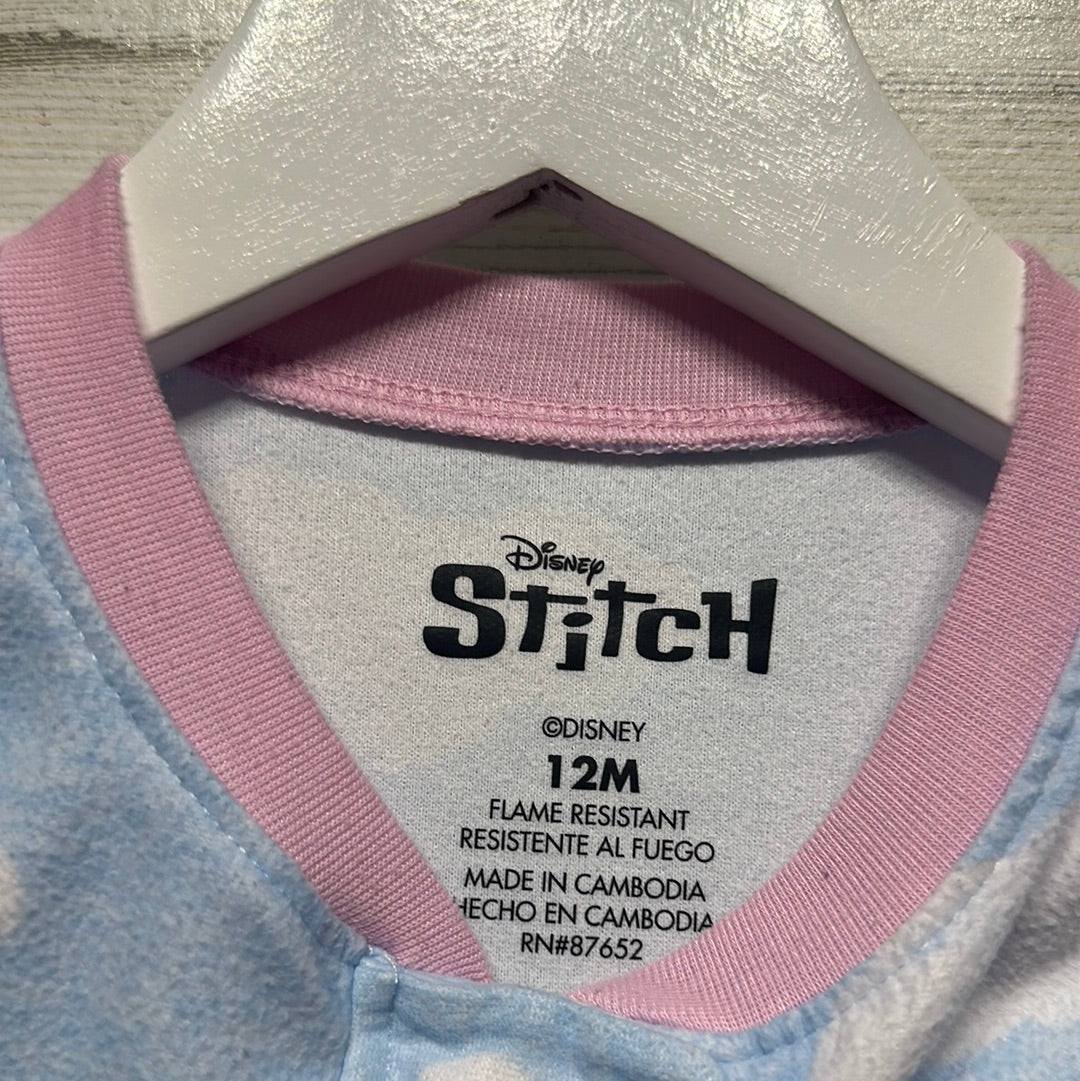 Disney
Stitch
©DISNEY
12M
FLAME RESISTANT
RESISTENTE AL FUEGO
MADE IN CAMBODIA
HECHO EN CAMBODIA
RN#87652